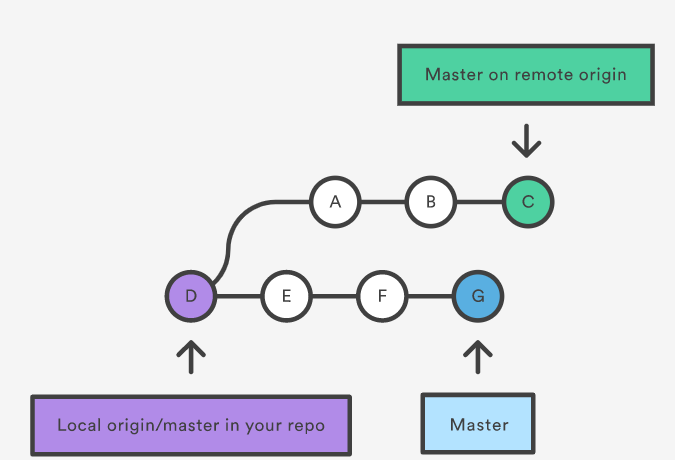 Master on remote origin
A B C
D E F G
Local origin/master in your repo
Master